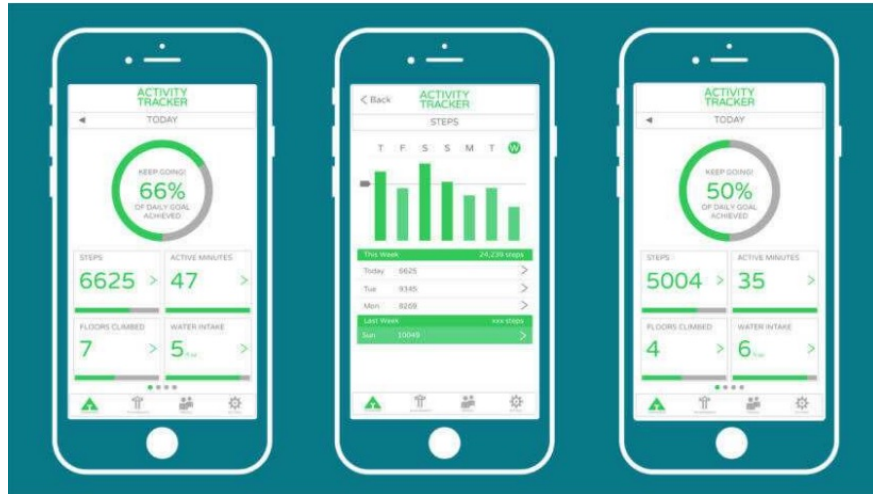 ACTIVITY
TRACKER
TODAY
KEEP GOING!
66%
OF DAILY GOAL
ACHIEVED
STEPS
6625 >
ACTIVE MINUTES
47 >
FLOORS CLIMBED
7 >
WATER INTAKE
5
< Back
ACTIVITY
TRACKER
STEPS
T F S S M T W
This Week 24,239 steps
Today 6625 >
Tue 9345 >
Mon 8269 >
Last Week xxx steps
Sun 10049 >
ACTIVITY
TRACKER
TODAY
KEEP GOING!
50%
OF DAILY GOAL
ACHIEVED
STEPS
5004 >
ACTIVE MINUTES
35 >
FLOORS CLIMBED
4 >
WATER INTAKE
6